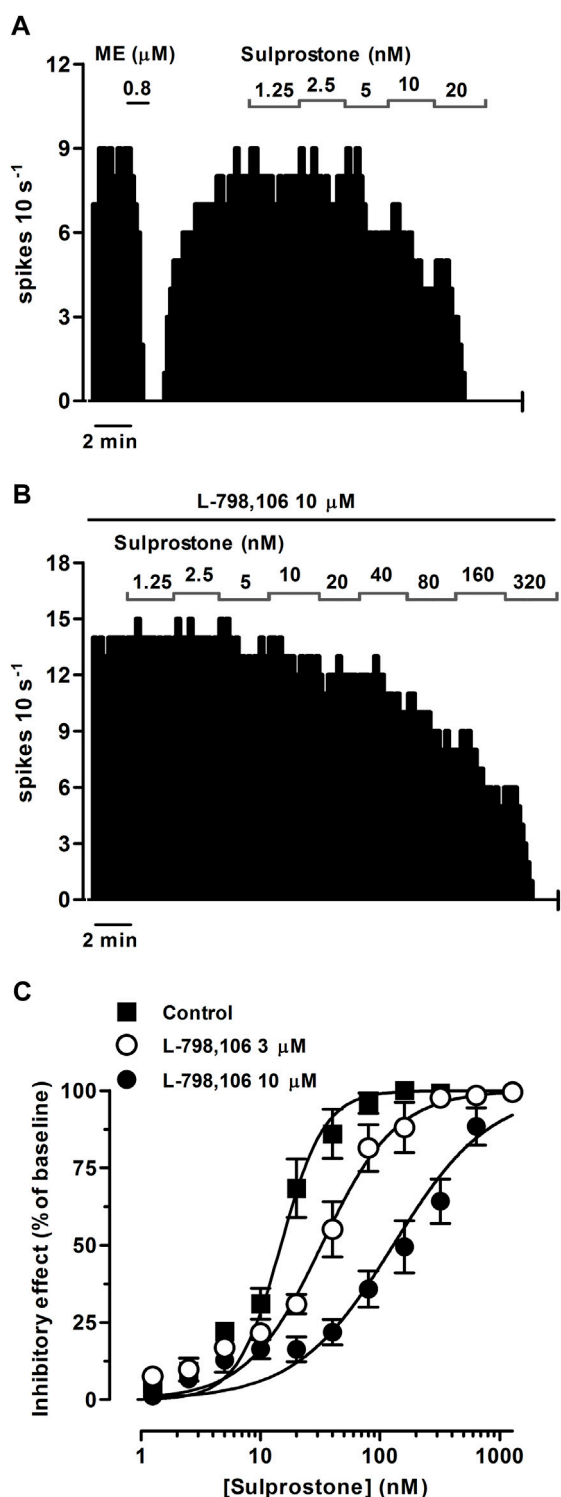 A
ME (μM)
0.8
Sulprostone (nM)
1.25 2.5 5 10 20
12
9
6
3
0
spikes 10 s⁻¹
2 min
B
L-798,106 10 μM
Sulprostone (nM)
1.25 2.5 5 10 20 40 80 160 320
18
15
12
9
6
3
0
spikes 10 s⁻¹
2 min
C
Control
L-798,106 3 μM
L-798,106 10 μM
100
75
50
25
0
Inhibitory effect (% of baseline)
1 10 100 1000
[Sulprostone] (nM)